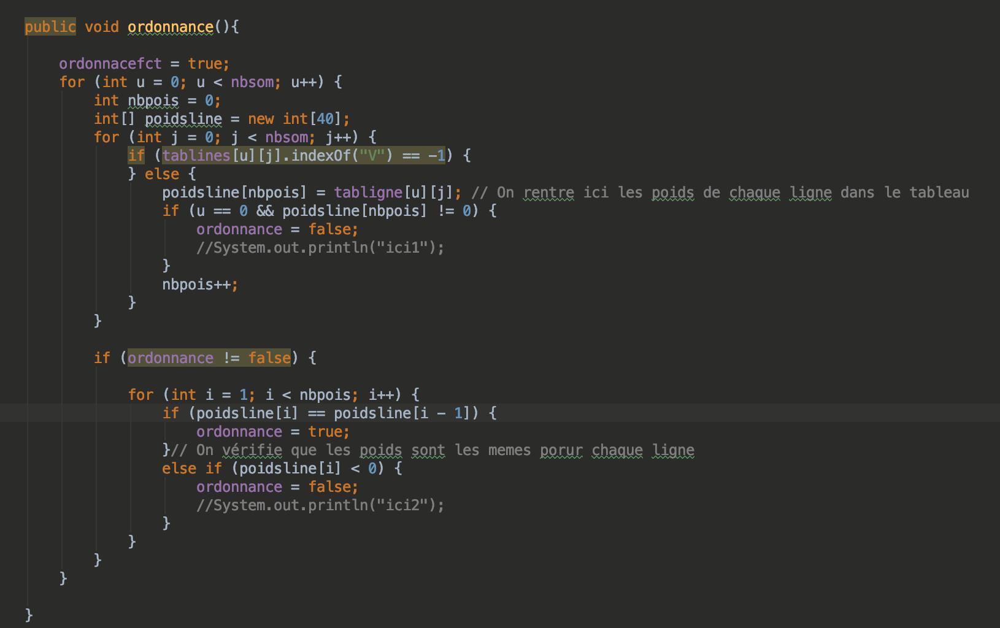 public void ordonnance(){
ordonnacefct = true;
for (int u = 0; u < nbsom; u++) {
int nbpois = 0;
int[] poidsline = new int[40];
for (int j = 0; j < nbsom; j++) {
if (tablines[u][j].indexOf("V") == -1) {
} else {
poidsline[nbpois] = tabligne[u][j]; // On rentre ici les poids de chaque ligne dans le tableau
if (u == 0 && poidsline[nbpois] != 0) {
ordonnance = false;
//System.out.println("ici1");
}
nbpois++;
}
}
if (ordonnance != false) {
for (int i = 1; i < nbpois; i++) {
if (poidsline[i] == poidsline[i - 1]) {
ordonnance = true;
}// On vérifie que les poids sont les memes porur chaque ligne
else if (poidsline[i] < 0) {
ordonnance = false;
//System.out.println("ici2");
}
}
}
}
}